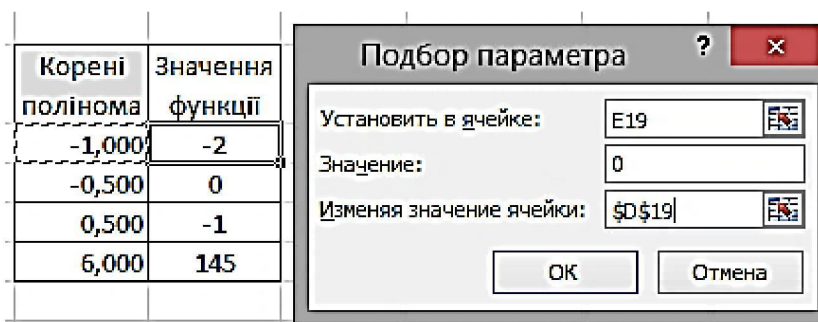 Корені Значення
полінома функції
-1,000 -2
-0,500 0
0,500 -1
6,000 145
Подбор параметра ? ×
Установить в ячейке: E19
Значение: 0
Изменяя значение ячейки: $D$19
ОК Отмена